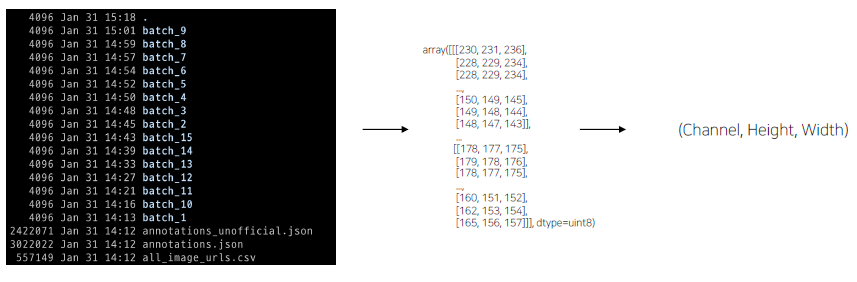 4096 Jan 31 15:18 .
4096 Jan 31 15:01 batch_9
4096 Jan 31 14:59 batch_8
4096 Jan 31 14:57 batch_7
4096 Jan 31 14:54 batch_6
4096 Jan 31 14:52 batch_5
4096 Jan 31 14:50 batch_4
4096 Jan 31 14:48 batch_3
4096 Jan 31 14:45 batch_2
4096 Jan 31 14:43 batch_15
4096 Jan 31 14:39 batch_14
4096 Jan 31 14:33 batch_13
4096 Jan 31 14:27 batch_12
4096 Jan 31 14:21 batch_11
4096 Jan 31 14:16 batch_10
4096 Jan 31 14:13 batch_1
2422071 Jan 31 14:12 annotations_unofficial.json
3022022 Jan 31 14:12 annotations.json
557149 Jan 31 14:12 all_image_urls.csv
array([[[230, 231, 236],
[228, 229, 234],
[228, 229, 234],
...,
[150, 149, 145],
[149, 148, 144],
[148, 147, 143]],
...
[[178, 177, 175],
[179, 178, 176],
[178, 177, 175],
...,
[160, 151, 152],
[162, 153, 154],
[165, 156, 157]]], dtype=uint8)
(Channel, Height, Width)